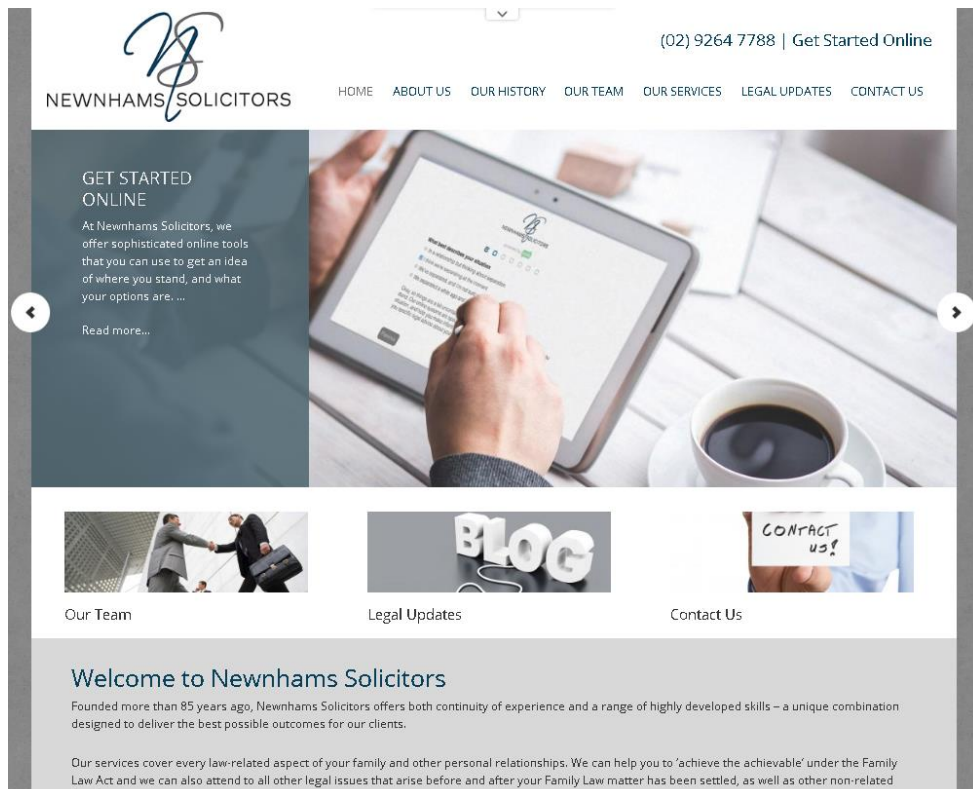 NEWNHAMS SOLICITORS
(02) 9264 7788 | Get Started Online
HOME ABOUT US OUR HISTORY OUR TEAM OUR SERVICES LEGAL UPDATES CONTACT US
GET STARTED
ONLINE
At Newnhams Solicitors, we
offer sophisticated online tools
that you can use to get an idea
of where you stand, and what
your options are. ...
Read more...
NEWNHAMS SOLICITORS
What best describes your situation
BLOG
CONTACT
US!
Our Team
Legal Updates
Contact Us
Welcome to Newnhams Solicitors
Founded more than 85 years ago, Newnhams Solicitors offers both continuity of experience and a range of highly developed skills – a unique combination
designed to deliver the best possible outcomes for our clients.
Our services cover every law-related aspect of your family and other personal relationships. We can help you to ‘achieve the achievable’ under the Family
Law Act and we can also attend to all other legal issues that arise before and after your Family Law matter has been settled, as well as other non-related